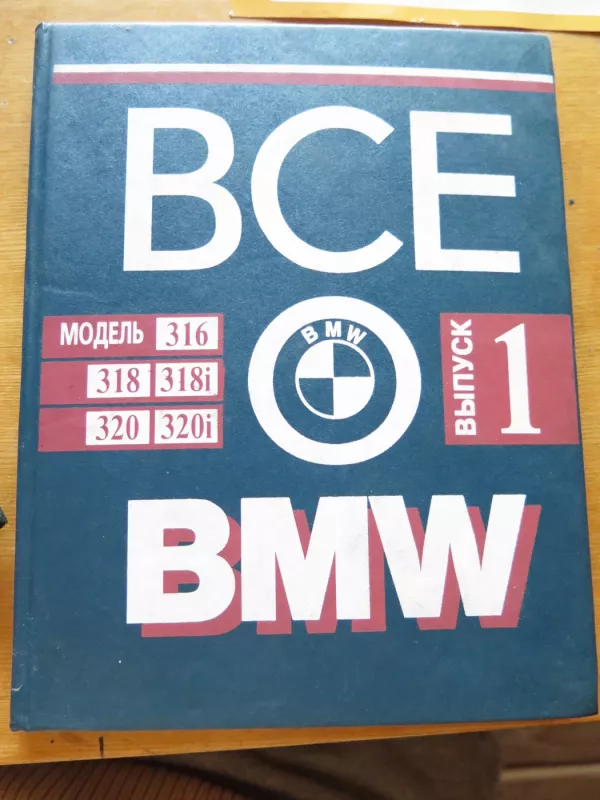 ВСЕ
О
BMW
МОДЕЛЬ 316
318 318i
320 320i
ВЫПУСК 1
BMW